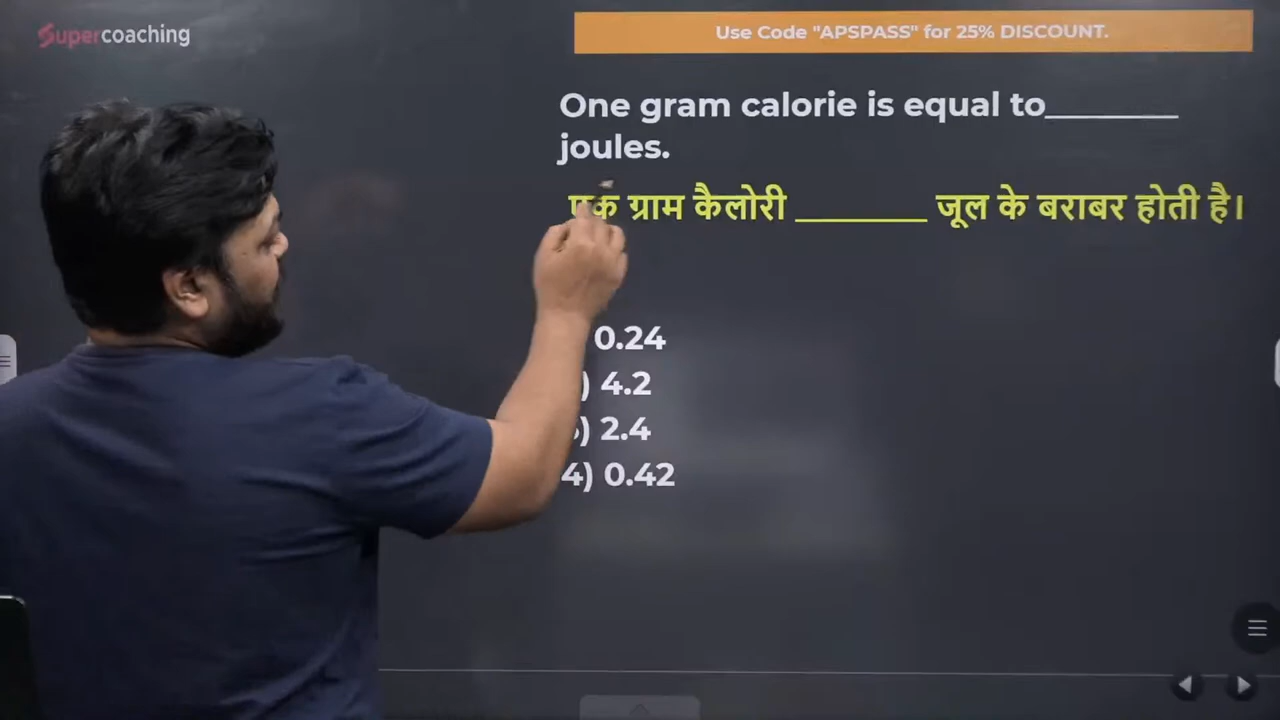 Supercoaching
Use Code "APSPASS" for 25% DISCOUNT.
One gram calorie is equal to________
joules.
एक ग्राम कैलोरी ________ जूल के बराबर होती है।
0.24
) 4.2
) 2.4
4) 0.42